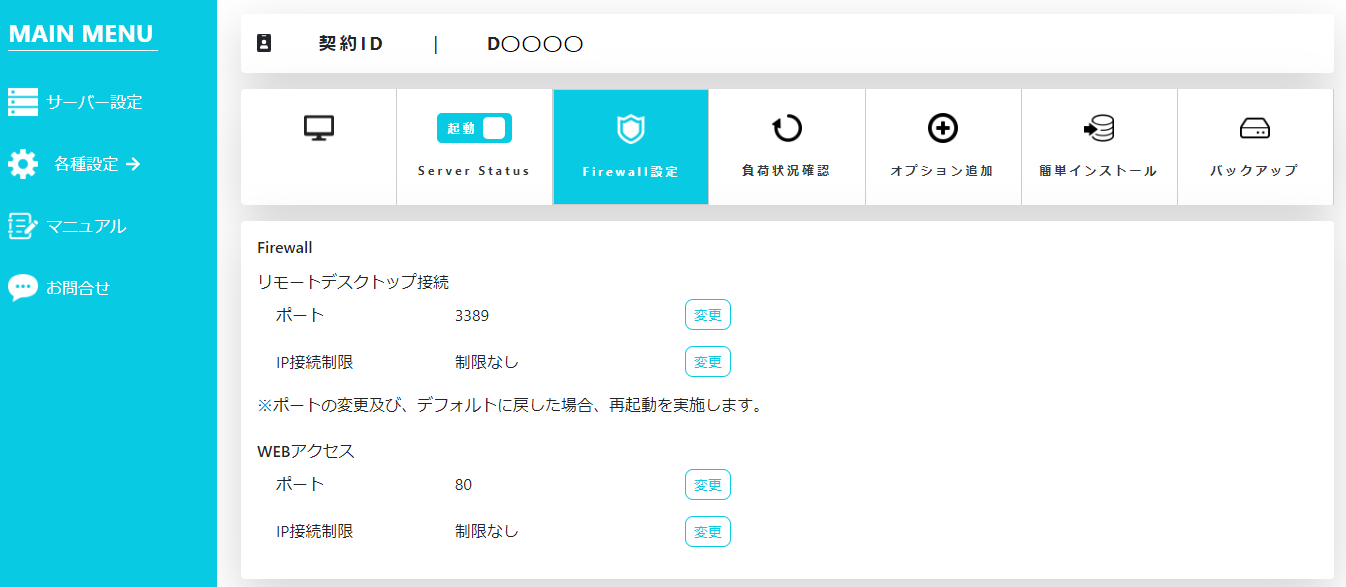 MAIN MENU
サーバー設定
各種設定 →
マニュアル
お問合せ
契約ID | D〇〇〇〇
起動
Server Status
Firewall設定
負荷状況確認
オプション追加
簡単インストール
バックアップ
Firewall
リモートデスクトップ接続
ポート 3389 変更
IP接続制限 制限なし 変更
※ポートの変更及び、デフォルトに戻した場合、再起動を実施します。
WEBアクセス
ポート 80 変更
IP接続制限 制限なし 変更